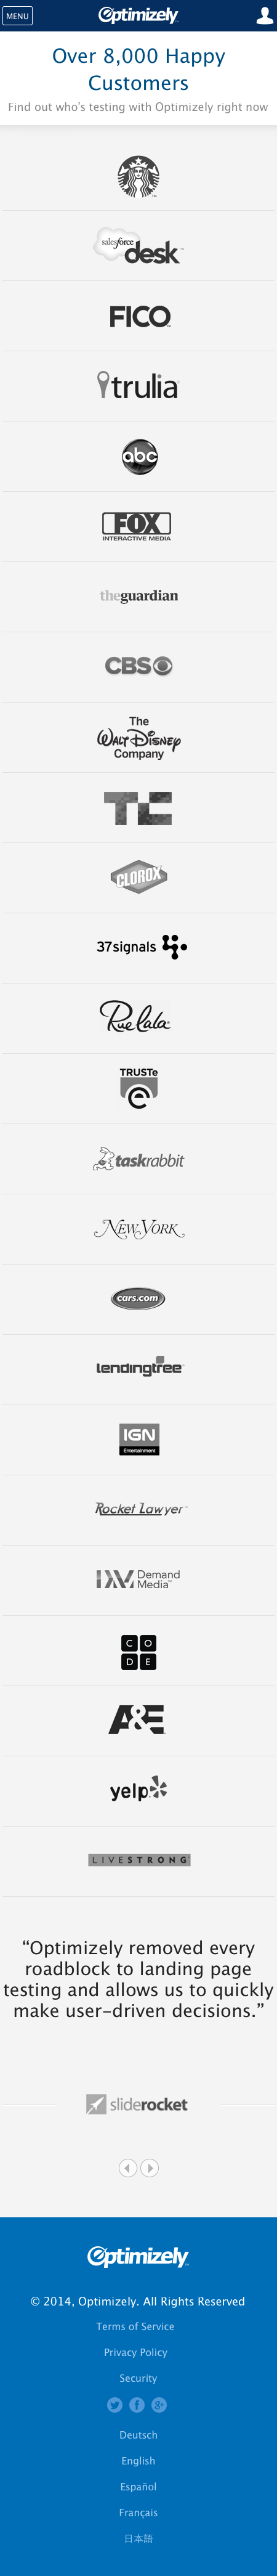 MENU
Optimizely
Over 8,000 Happy
Customers
Find out who's testing with Optimizely right now
salesforce
desk
FICO
trulia
abc
FOX
INTERACTIVE MEDIA
theguardian
CBS
The
WALT DISNEY
Company
TC
CLOROX
37signals
Rue La La
TRUSTe
taskrabbit
NEW YORK
cars.com
lendingtree
IGN
Entertainment
Rocket Lawyer
Demand
Media™
C O
D E
A&E
yelp
LIVESTRONG
“Optimizely removed every
roadblock to landing page
testing and allows us to quickly
make user-driven decisions.”
sliderocket
Optimizely
© 2014, Optimizely. All Rights Reserved
Terms of Service
Privacy Policy
Security
Deutsch
English
Español
Français
日本語